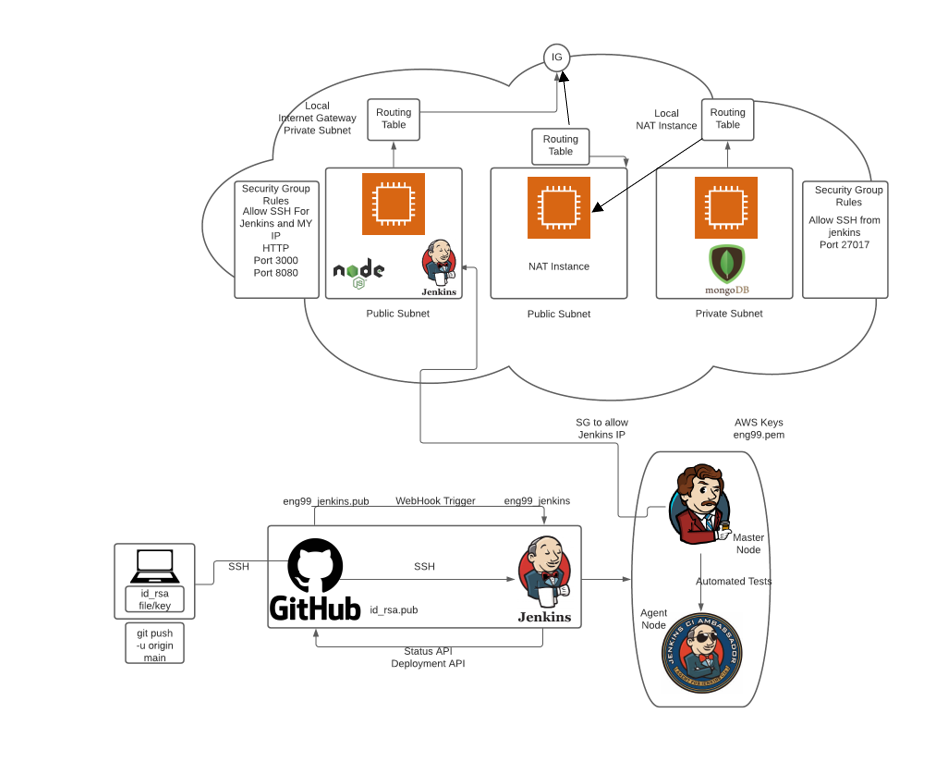 IG
Local
Internet Gateway
Private Subnet
Routing
Table
Routing
Table
Local
NAT Instance
Routing
Table
Security Group
Rules
Allow SSH For
Jenkins and MY
IP
HTTP
Port 3000
Port 8080
node
JS
Jenkins
Public Subnet
NAT Instance
Public Subnet
mongoDB
Private Subnet
Security Group
Rules
Allow SSH from
jenkins
Port 27017
SG to allow
Jenkins IP
AWS Keys
eng99.pem
eng99_jenkins.pub
WebHook Trigger
eng99_jenkins
SSH
id_rsa
file/key
git push
-u origin
main
GitHub
SSH
id_rsa.pub
Jenkins
Status API
Deployment API
Master
Node
Automated Tests
Agent
Node
JENKINS CI AMBASSADOR